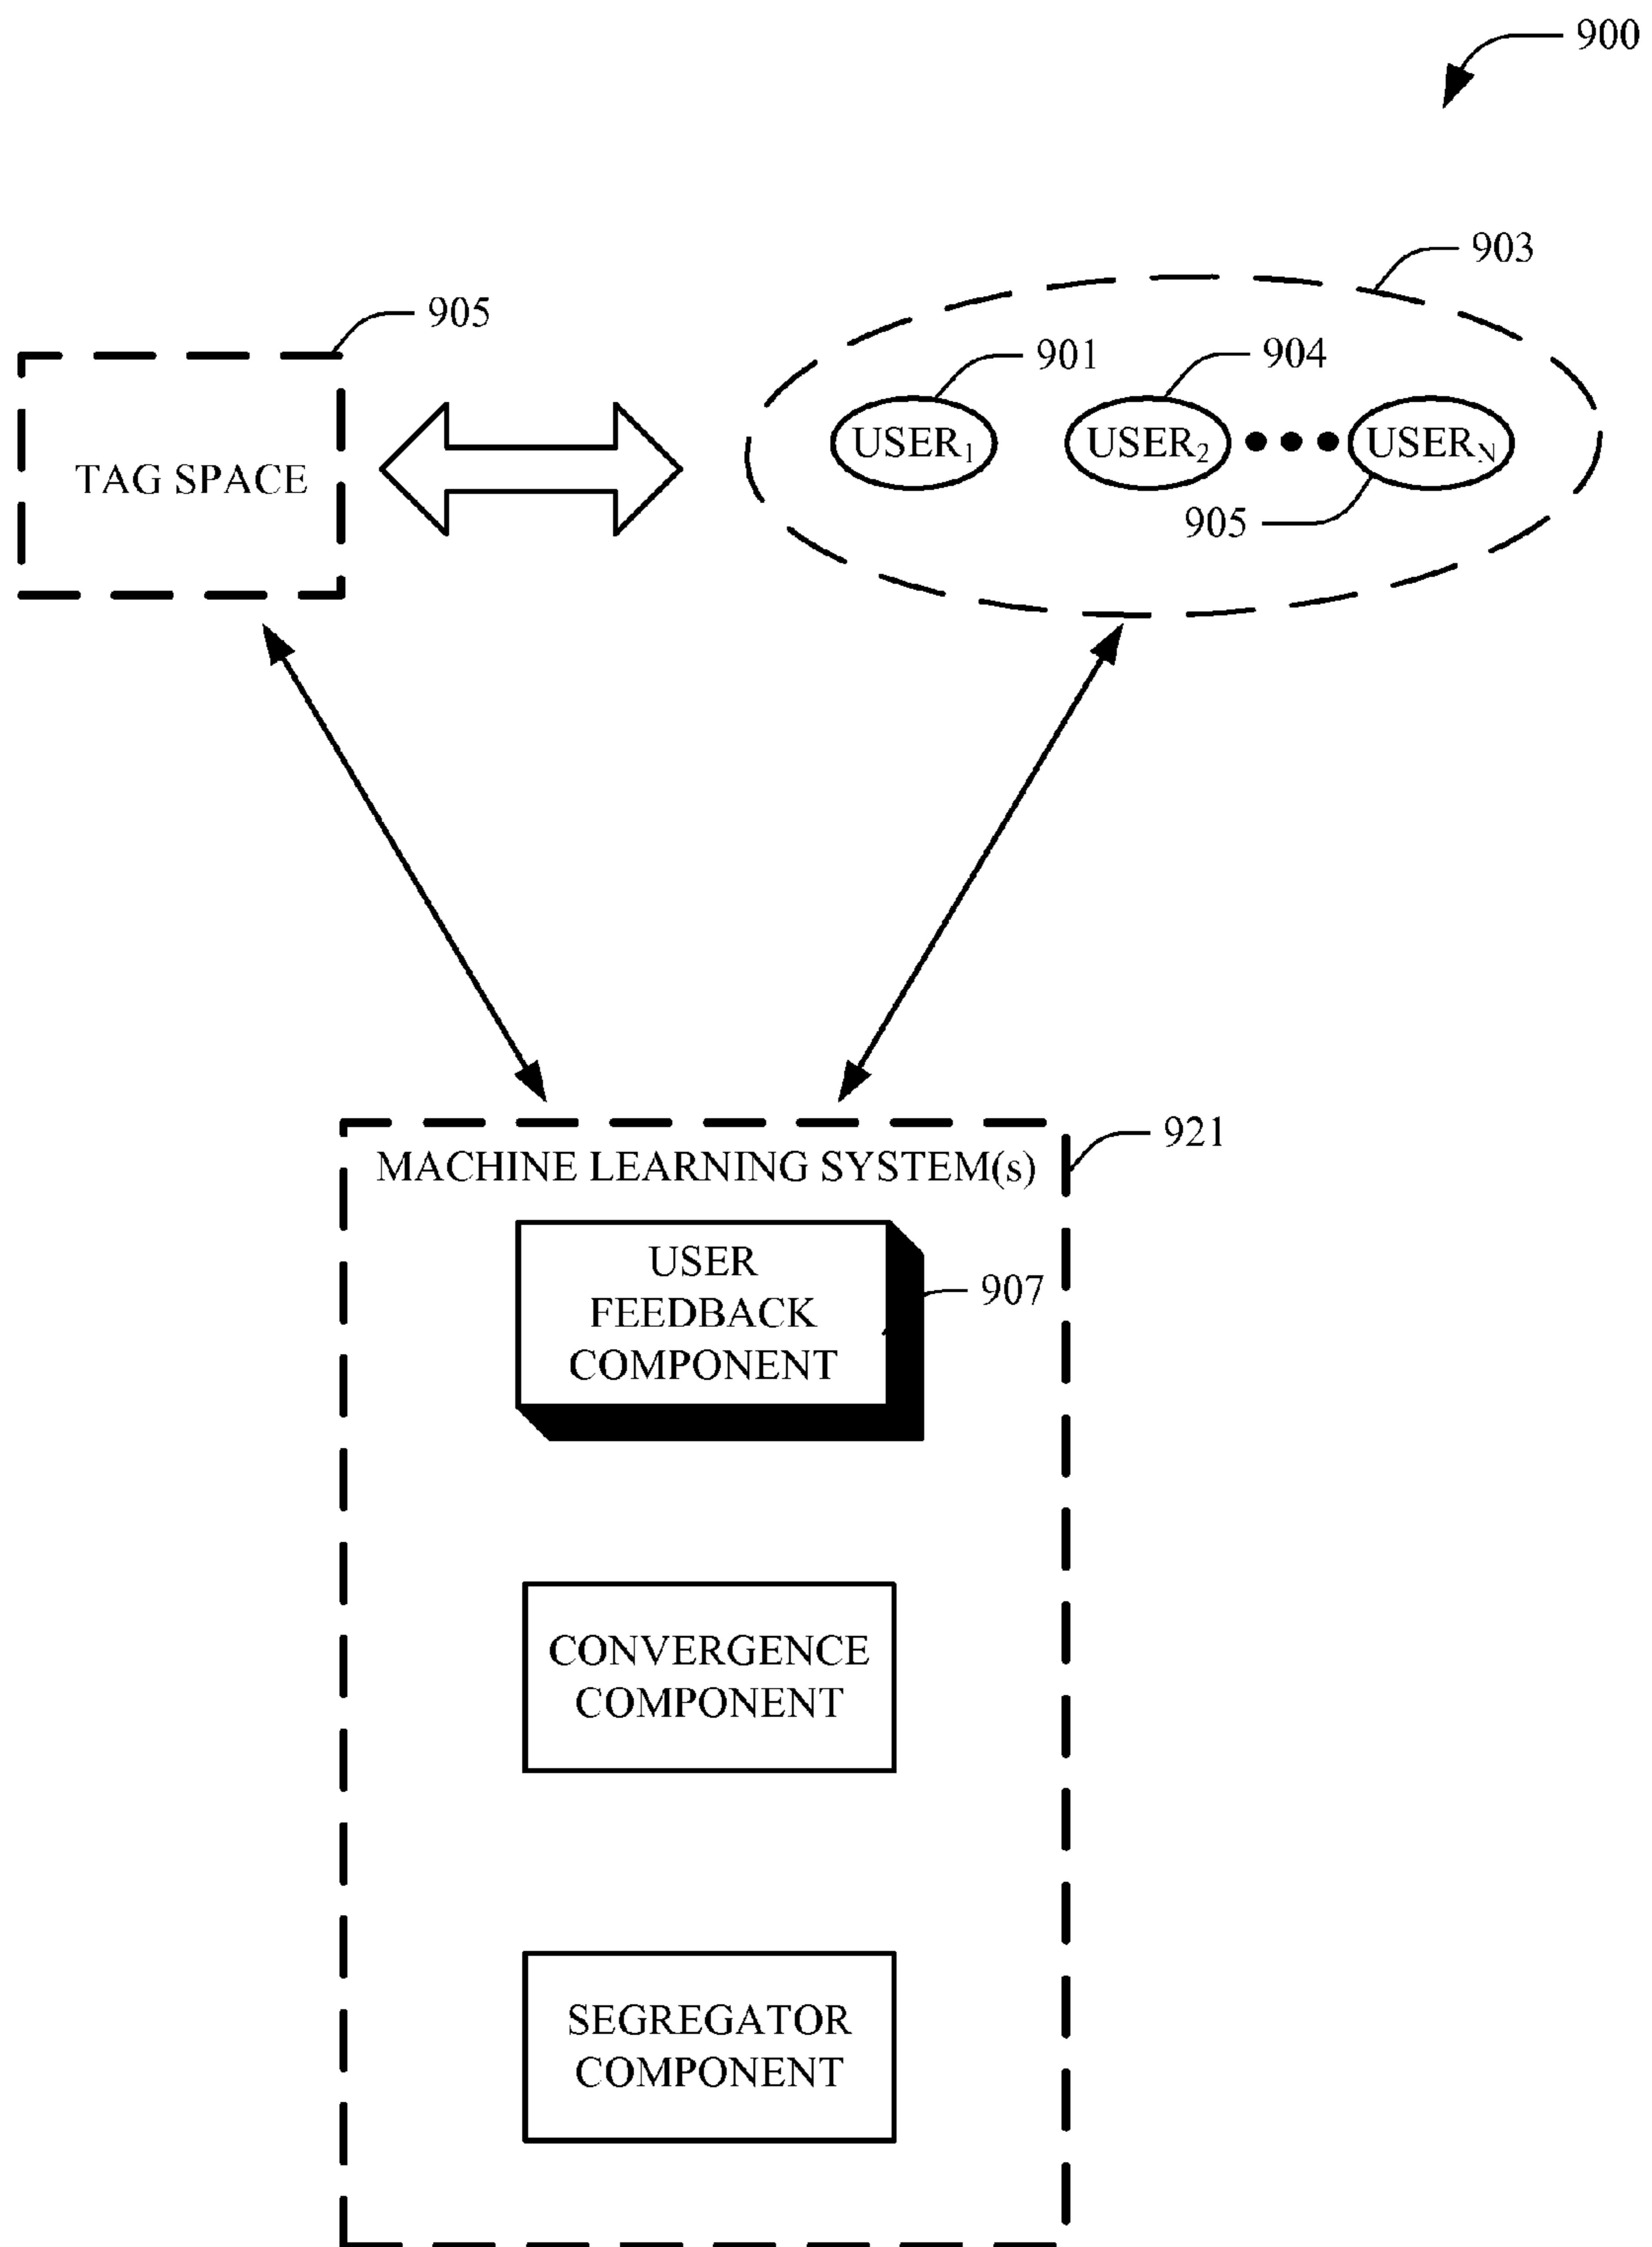 900
903
905
901
904
USER₁
USER₂
USERN
TAG SPACE
905
921
MACHINE LEARNING SYSTEM(s)
USER
FEEDBACK
COMPONENT
907
CONVERGENCE
COMPONENT
SEGREGATOR
COMPONENT